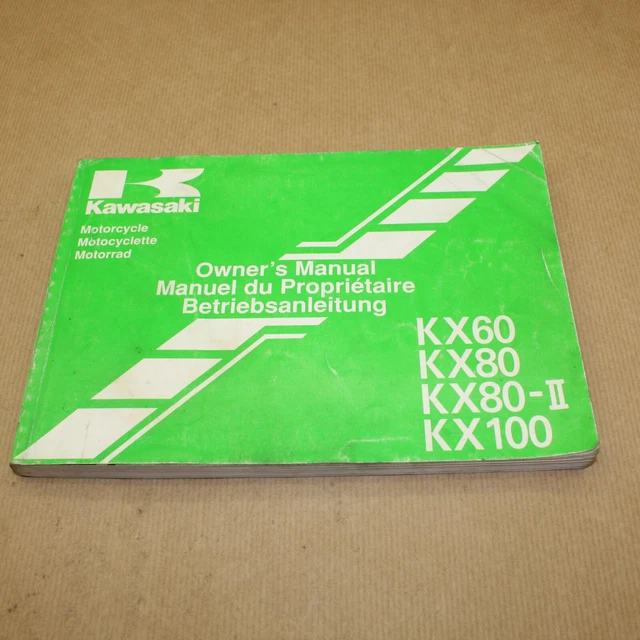 Kawasaki
Motorcycle
Motocyclette
Motorrad
Owner's Manual
Manuel du Propriétaire
Betriebsanleitung
KX60
KX80
KX80-II
KX100